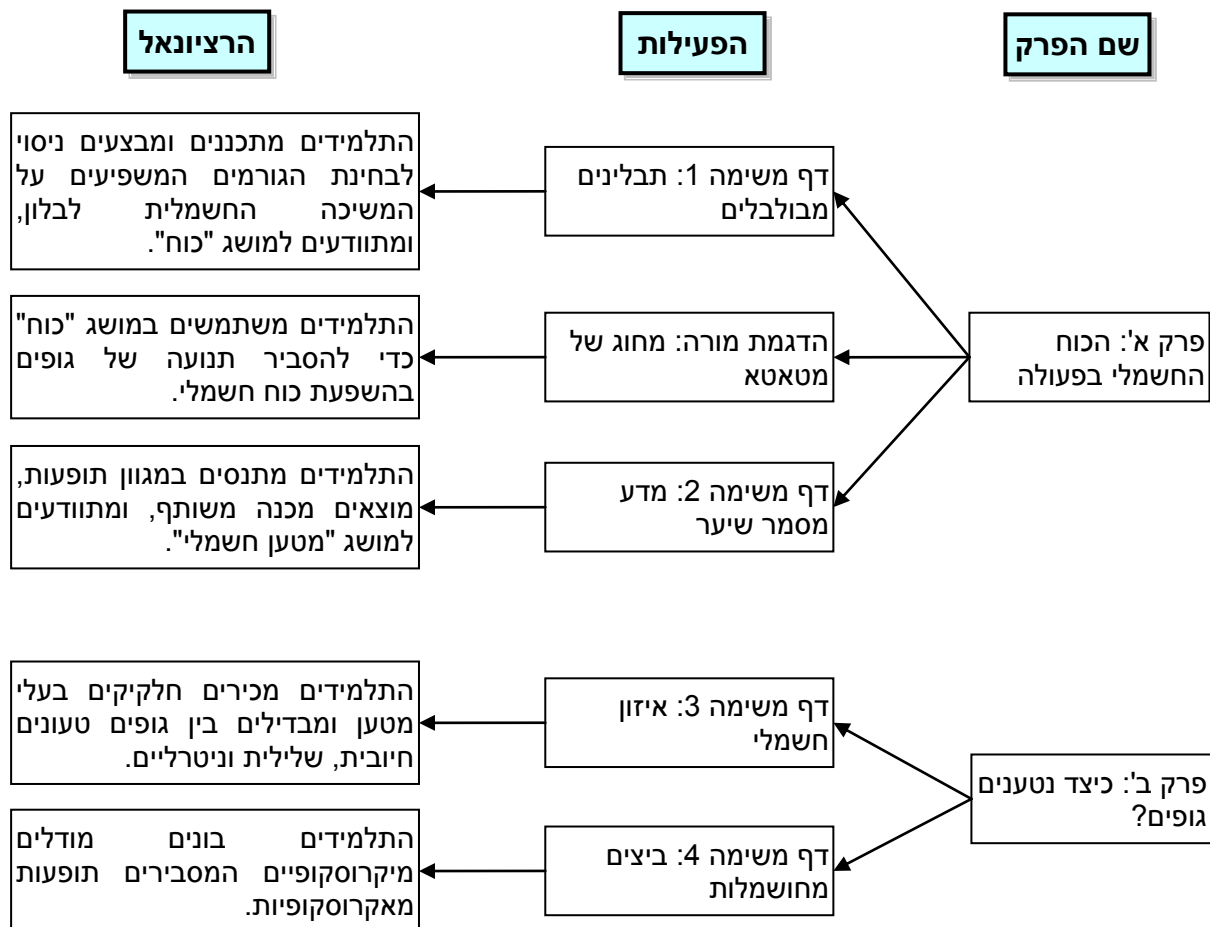 שם הפרק
הפעילות
הרציונאל
פרק א': הכוח
החשמלי בפעולה
דף משימה 1: תבלינים
מבולבלים
התלמידים מתכננים ומבצעים ניסוי
לבחינת הגורמים המשפיעים על
המשיכה החשמלית לבלון,
ומתוודעים למושג "כוח".
הדגמת מורה: מחוג של
מטאטא
התלמידים משתמשים במושג "כוח"
כדי להסביר תנועה של גופים
בהשפעת כוח חשמלי.
דף משימה 2: מדע
מסמר שיער
התלמידים מתנסים במגוון תופעות,
מוצאים מכנה משותף, ומתוודעים
למושג "מטען חשמלי".
פרק ב': כיצד נטענים
גופים?
דף משימה 3: איזון
חשמלי
התלמידים מכירים חלקיקים בעלי
מטען ומבדילים בין גופים טעונים
חיובית, שלילית וניטרליים.
דף משימה 4: ביצים
מחושמלות
התלמידים בונים מודלים
מיקרוסקופיים המסבירים תופעות
מאקרוסקופיות.